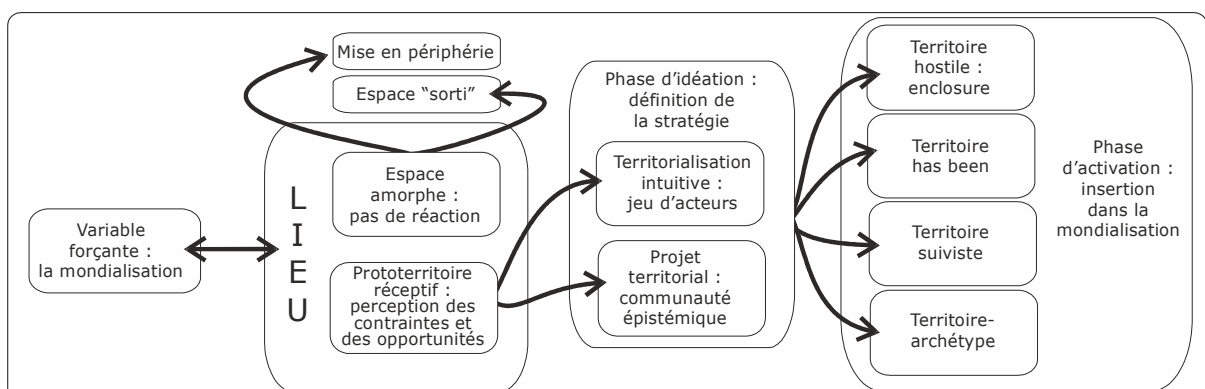 Variable
forçante :
la mondialisation
LIEU
Mise en périphérie
Espace “sorti”
Espace
amorphe :
pas de réaction
Prototerritoire
réceptif :
perception des
contraintes et
des opportunités
Phase d’idéation :
définition de
la stratégie
Territorialisation
intuitive :
jeu d’acteurs
Projet
territorial :
communauté
épistémique
Territoire
hostile :
enclosure
Territoire
has been
Territoire
suiviste
Territoire-
archétype
Phase
d’activation :
insertion
dans la
mondialisation